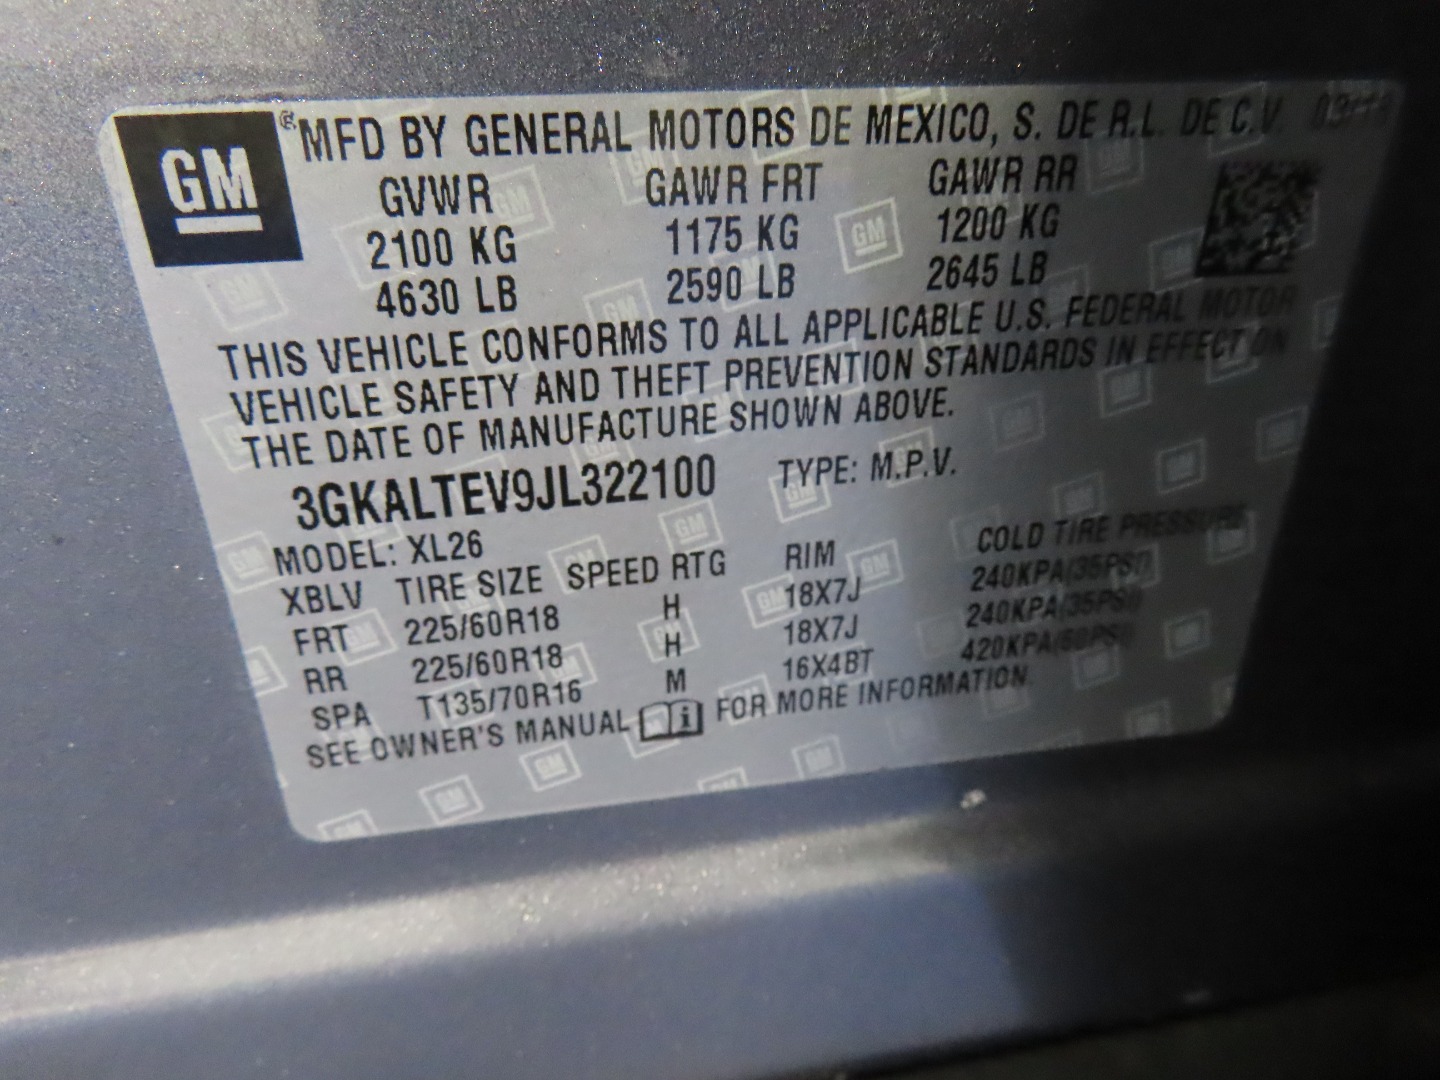 GM ® MFD BY GENERAL MOTORS DE MEXICO, S. DE R.L. DE C.V.
GVWR GAWR FRT GAWR RR
2100 KG 1175 KG 1200 KG
4630 LB 2590 LB 2645 LB
THIS VEHICLE CONFORMS TO ALL APPLICABLE U.S. FEDERAL MOTOR
VEHICLE SAFETY AND THEFT PREVENTION STANDARDS IN EFFECT ON
THE DATE OF MANUFACTURE SHOWN ABOVE.
3GKALTEV9JL322100 TYPE: M.P.V.
MODEL: XL26
XBLV TIRE SIZE SPEED RTG RIM COLD TIRE PRESSURE
FRT 225/60R18 H 18X7J 240KPA(35PSI)
RR 225/60R18 H 18X7J 240KPA(35PSI)
SPA T135/70R16 M 16X4BT 420KPA(60PSI)
SEE OWNER'S MANUAL i FOR MORE INFORMATION.